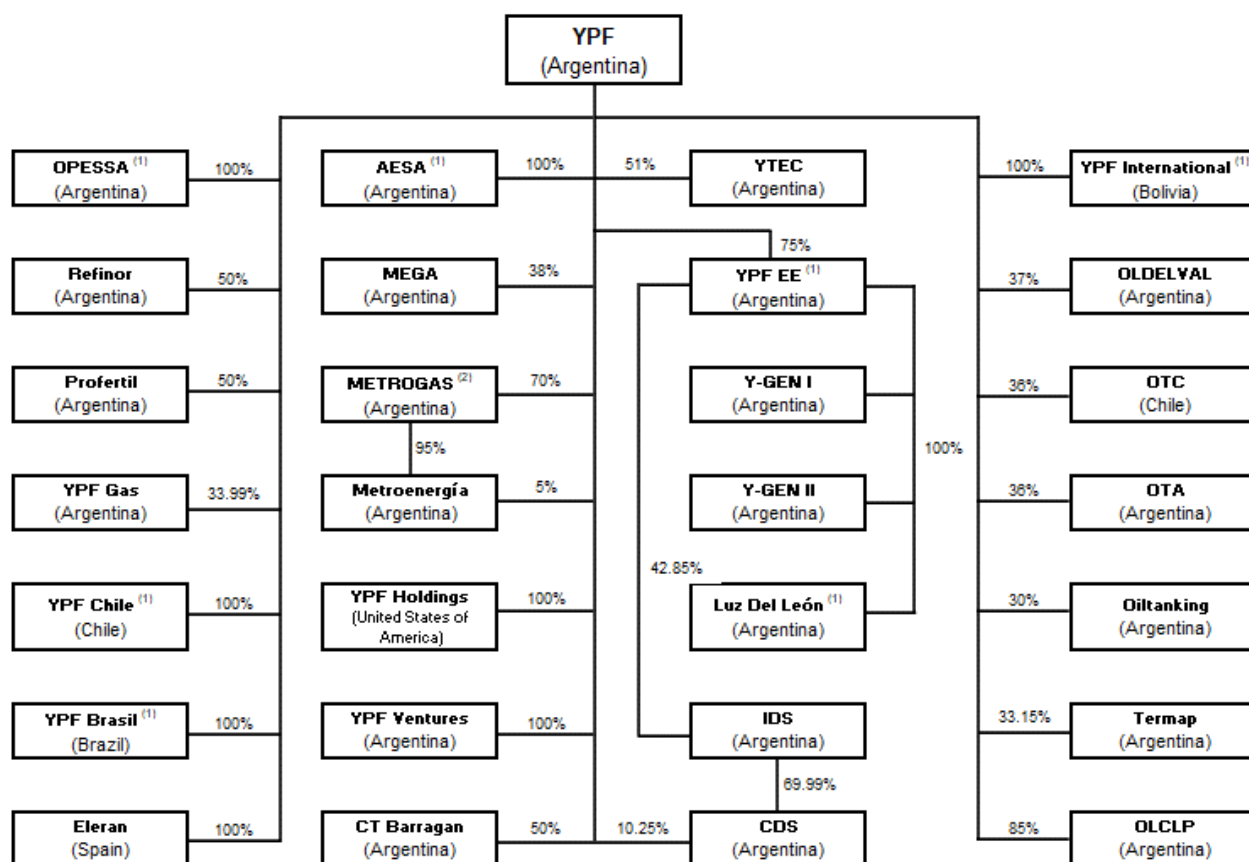 YPF
(Argentina)
OPESSA (1)
(Argentina)
100%
AESA (1)
(Argentina)
100%
51%
YTEC
(Argentina)
100%
YPF International (1)
(Bolivia)
75%
Refinor
(Argentina)
50%
MEGA
(Argentina)
38%
YPF EE (1)
(Argentina)
37%
OLDELVAL
(Argentina)
Profertil
(Argentina)
50%
METROGAS (2)
(Argentina)
70%
Y-GEN I
(Argentina)
36%
OTC
(Chile)
95%
100%
YPF Gas
(Argentina)
33.99%
Metroenergía
(Argentina)
5%
Y-GEN II
(Argentina)
36%
OTA
(Argentina)
42.85%
YPF Chile (1)
(Chile)
100%
YPF Holdings
(United States of
America)
100%
Luz Del León (1)
(Argentina)
30%
Oiltanking
(Argentina)
YPF Brasil (1)
(Brazil)
100%
YPF Ventures
(Argentina)
100%
IDS
(Argentina)
33.15%
Termap
(Argentina)
69.99%
Eleran
(Spain)
100%
CT Barragan
(Argentina)
50%
10.25%
CDS
(Argentina)
85%
OLCLP
(Argentina)